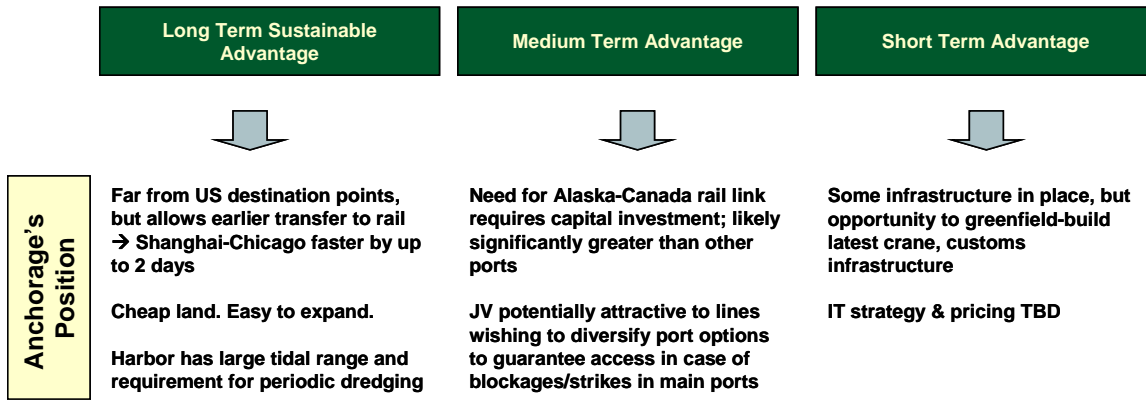 Long Term Sustainable
Advantage
Medium Term Advantage
Short Term Advantage
Anchorage's
Position
Far from US destination points,
but allows earlier transfer to rail
→ Shanghai-Chicago faster by up
to 2 days
Cheap land. Easy to expand.
Harbor has large tidal range and
requirement for periodic dredging
Need for Alaska-Canada rail link
requires capital investment; likely
significantly greater than other
ports
JV potentially attractive to lines
wishing to diversify port options
to guarantee access in case of
blockages/strikes in main ports
Some infrastructure in place, but
opportunity to greenfield-build
latest crane, customs
infrastructure
IT strategy & pricing TBD